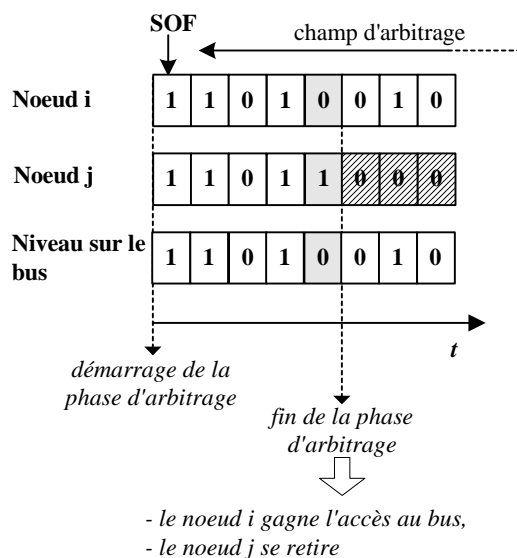 SOF
champ d'arbitrage
Noeud i 1 1 0 1 0 0 1 0
Noeud j 1 1 0 1 1 0 0 0
Niveau sur le
bus 1 1 0 1 0 0 1 0
t
démarrage de la
phase d'arbitrage
fin de la phase
d'arbitrage
- le noeud i gagne l'accès au bus,
- le noeud j se retire